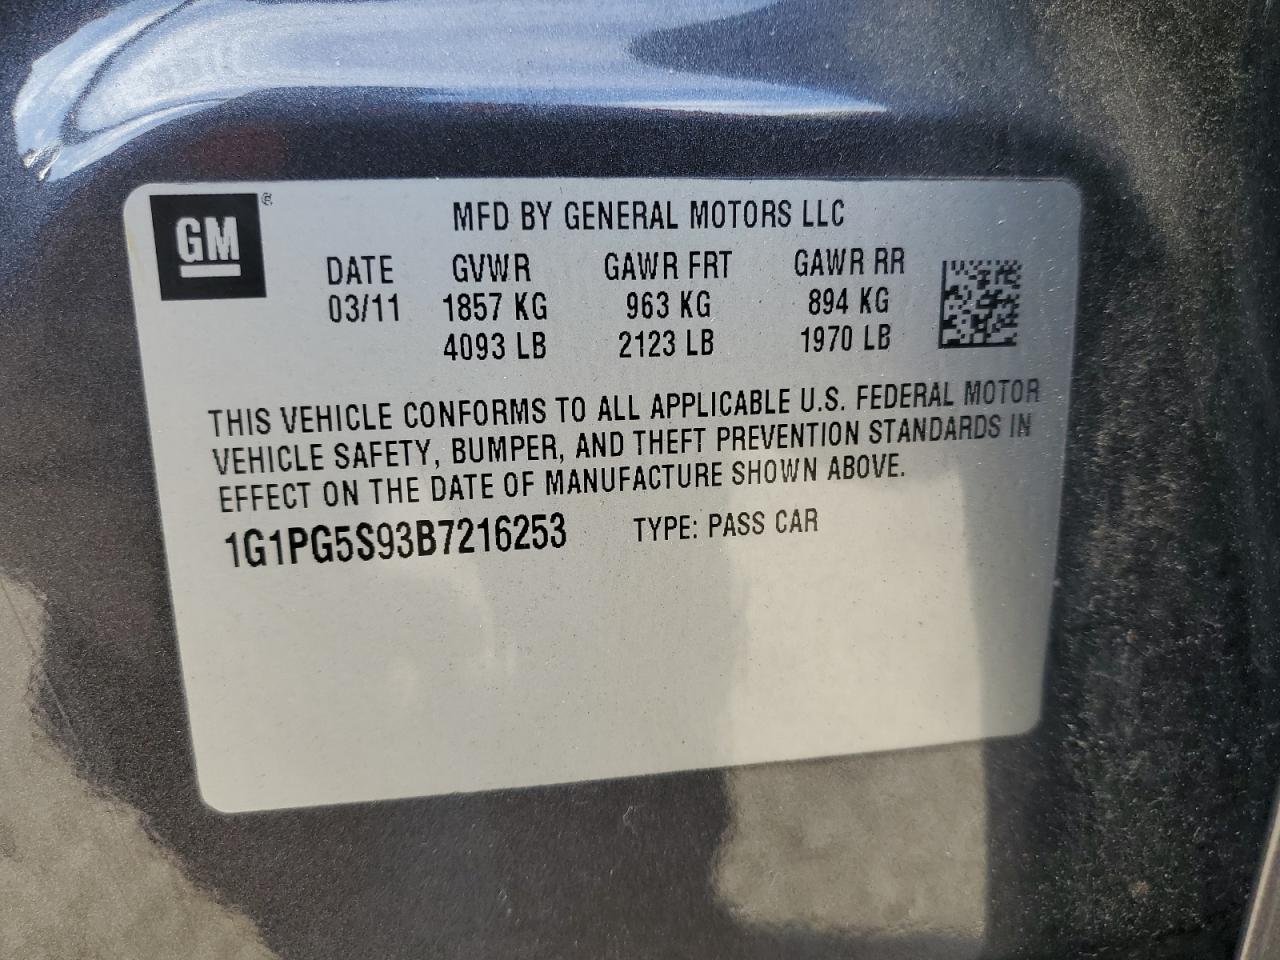 GM®
MFD BY GENERAL MOTORS LLC
DATE GVWR GAWR FRT GAWR RR
03/11 1857 KG 963 KG 894 KG
4093 LB 2123 LB 1970 LB
THIS VEHICLE CONFORMS TO ALL APPLICABLE U.S. FEDERAL MOTOR
VEHICLE SAFETY, BUMPER, AND THEFT PREVENTION STANDARDS IN
EFFECT ON THE DATE OF MANUFACTURE SHOWN ABOVE.
1G1PG5S93B7216253 TYPE: PASS CAR